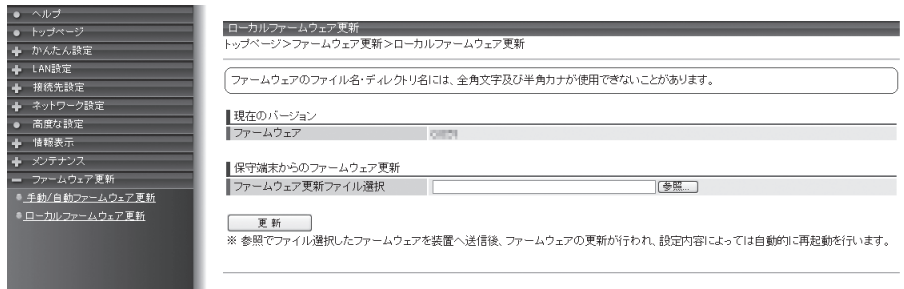 ヘルプ
トップページ
かんたん設定
LAN設定
接続先設定
ネットワーク設定
高度な設定
情報表示
メンテナンス
ファームウェア更新
手動/自動ファームウェア更新
ローカルファームウェア更新
ローカルファームウェア更新
トップページ>ファームウェア更新>ローカルファームウェア更新
ファームウェアのファイル名・ディレクトリ名には、全角文字及び半角カナが使用できないことがあります。
現在のバージョン
ファームウェア
保守端末からのファームウェア更新
ファームウェア更新ファイル選択
参照...
更新
※ 参照でファイル選択したファームウェアを装置へ送信後、ファームウェアの更新が行われ、設定内容によっては自動的に再起動を行います。